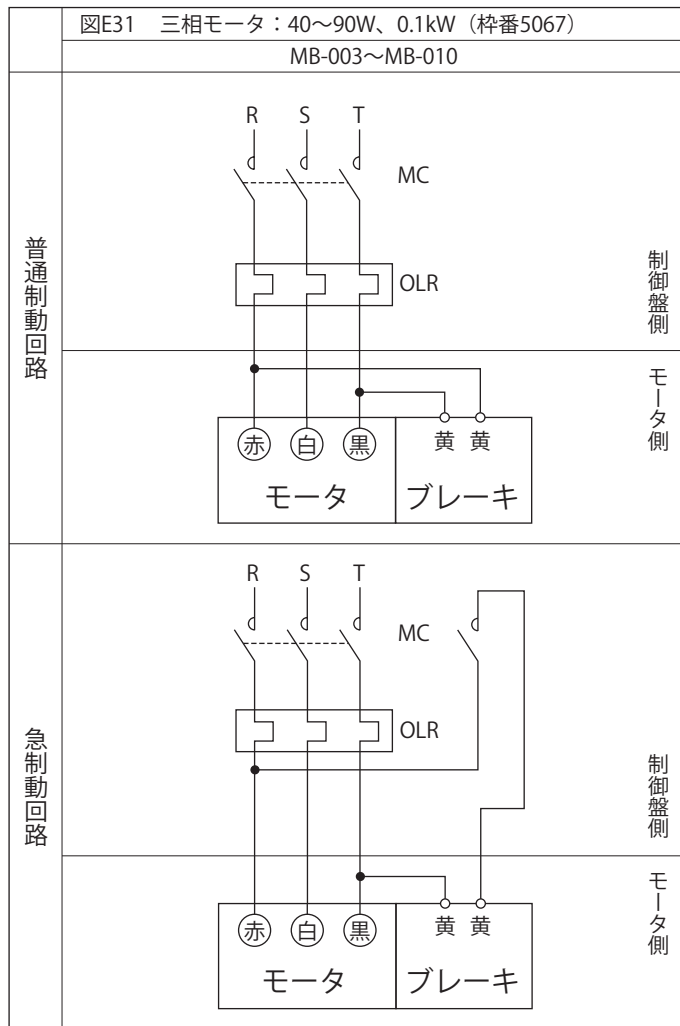 図E31 三相モータ：40～90W、0.1kW（枠番5067）
MB-003～MB-010
普通制動回路
R S T
MC
OLR
制御盤側
モータ側
赤 白 黒 黄 黄
モータ ブレーキ
急制動回路
R S T
MC
OLR
制御盤側
モータ側
赤 白 黒 黄 黄
モータ ブレーキ